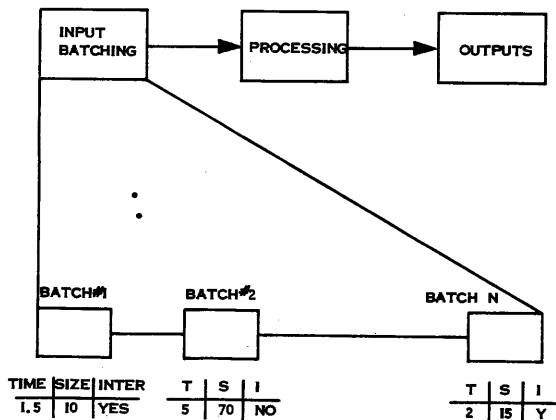 INPUT
BATCHING
PROCESSING
OUTPUTS
BATCH#1
BATCH#2
BATCH N
TIME SIZE INTER
1.5 10 YES
T S I
5 70 NO
T S I
2 15 Y